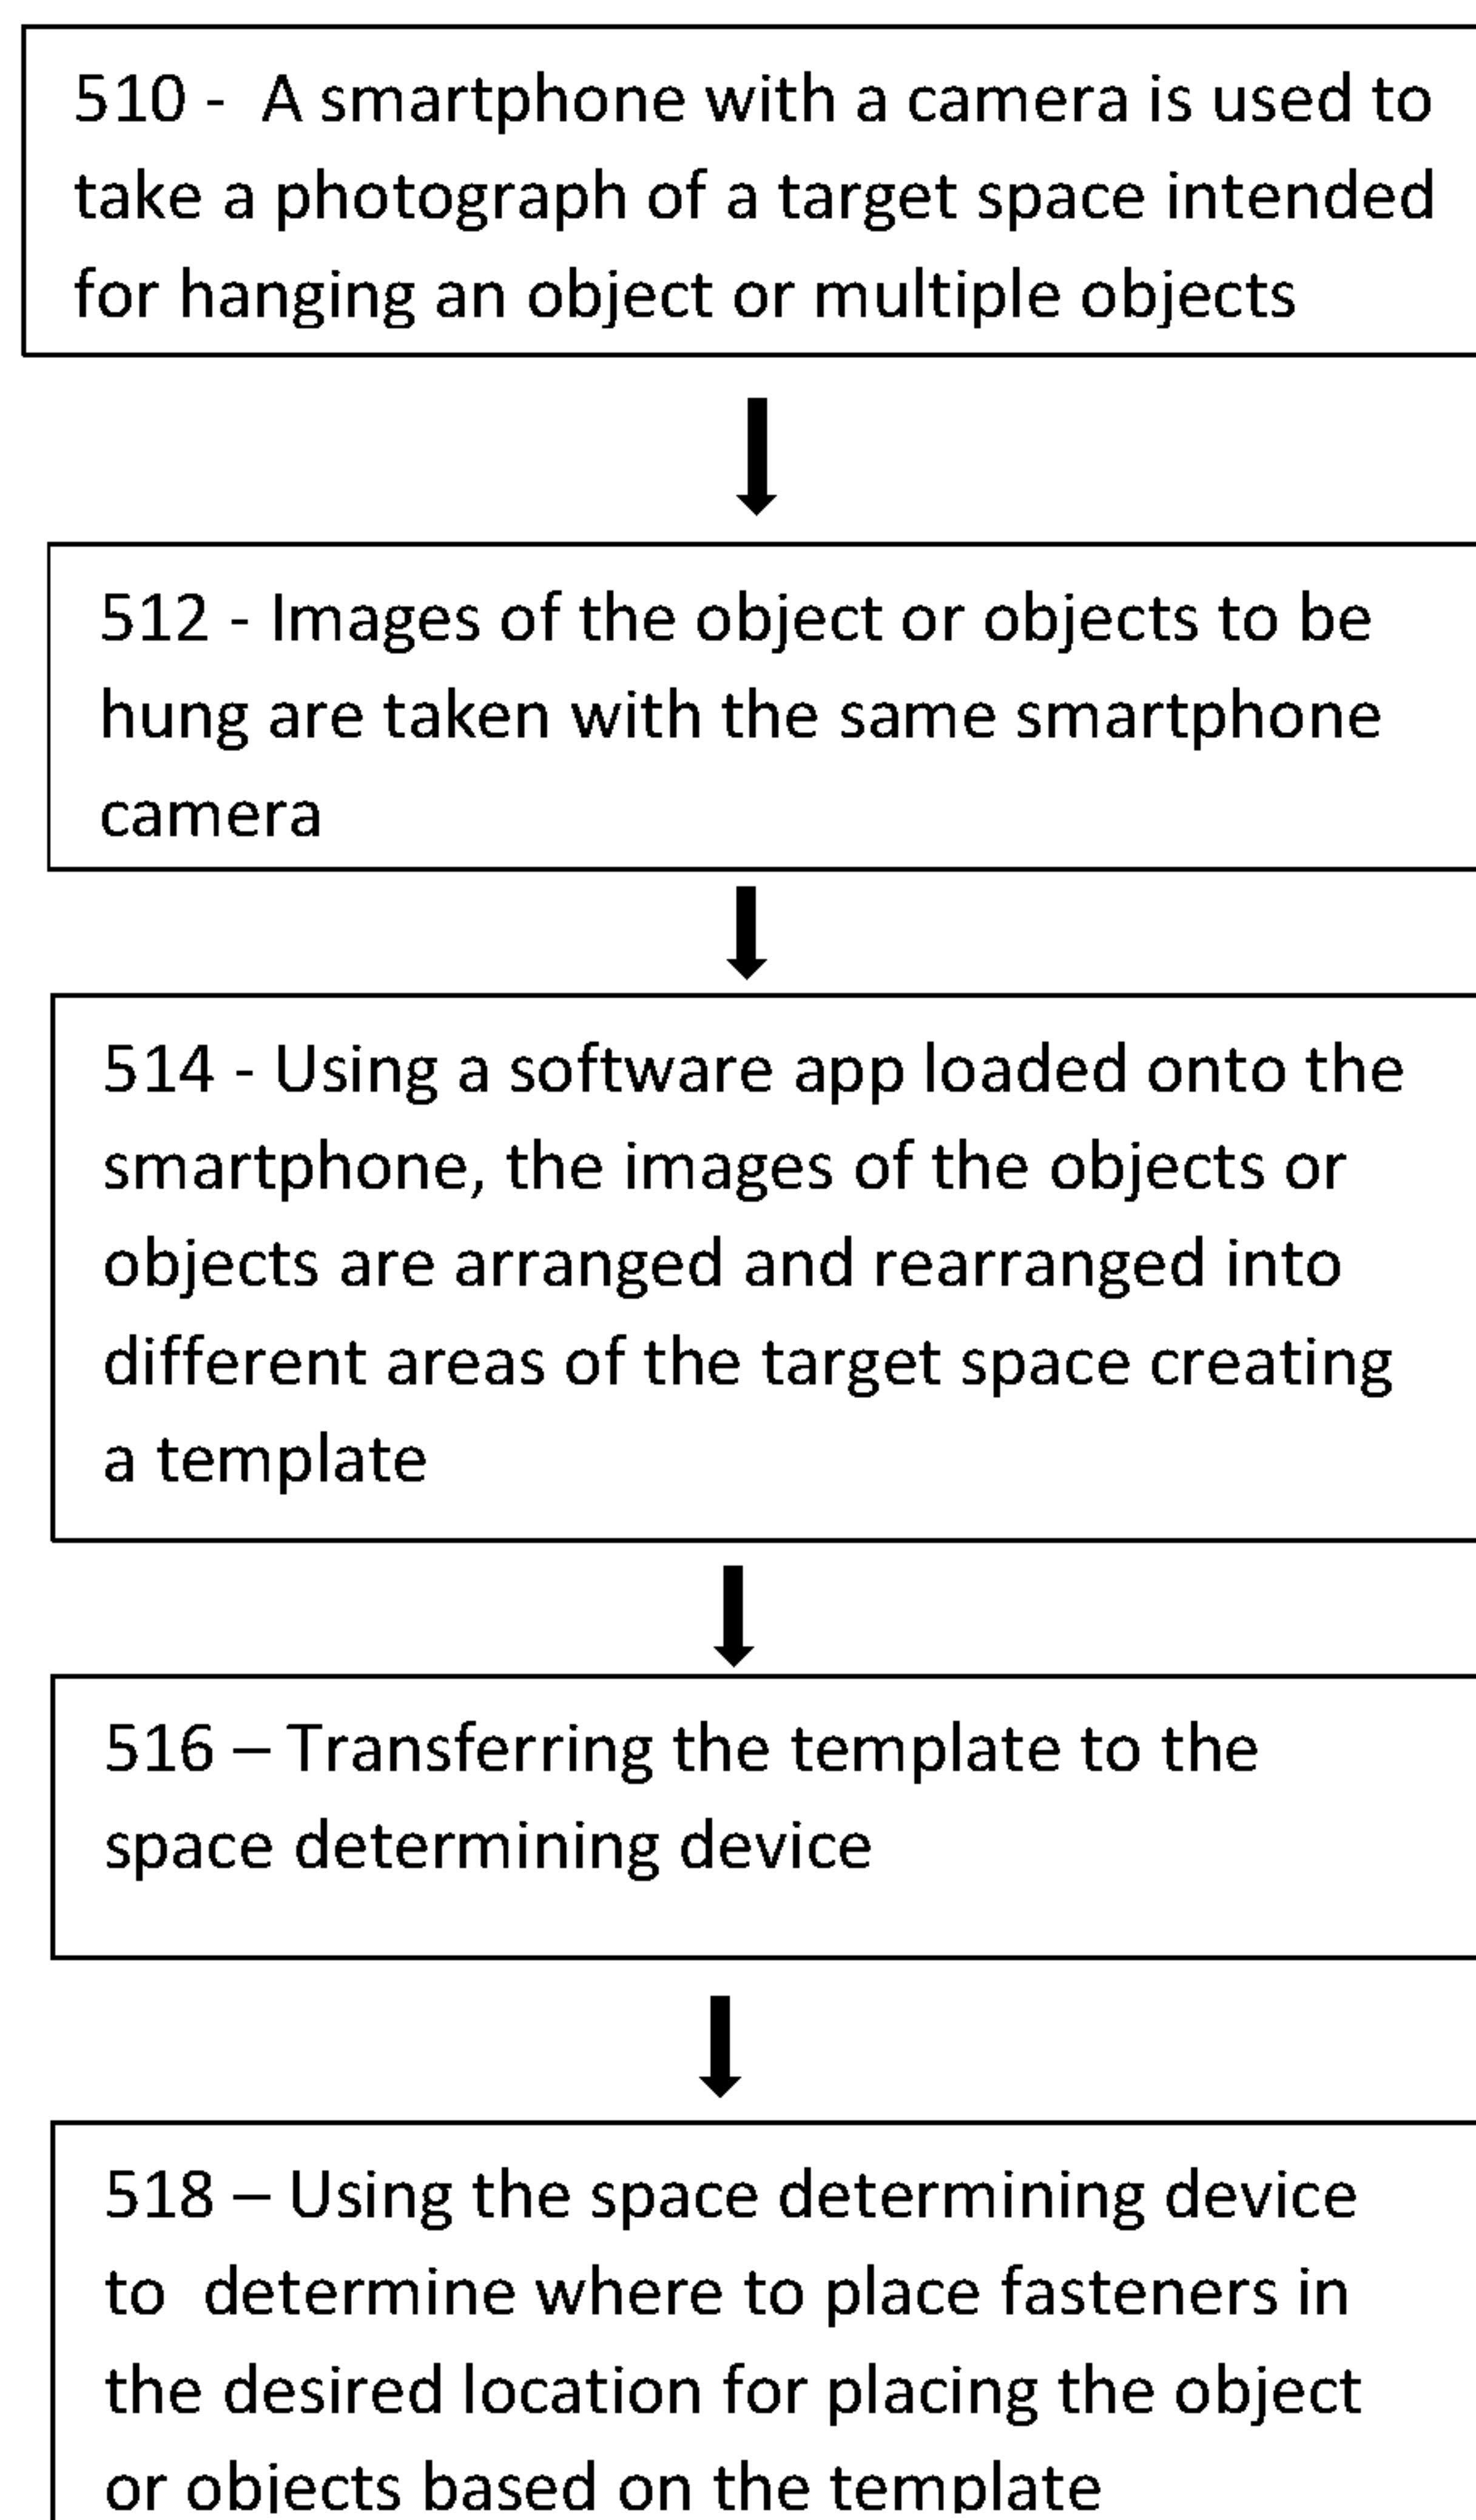 510 - A smartphone with a camera is used to
take a photograph of a target space intended
for hanging an object or multiple objects
512 - Images of the object or objects to be
hung are taken with the same smartphone
camera
514 - Using a software app loaded onto the
smartphone, the images of the objects or
objects are arranged and rearranged into
different areas of the target space creating
a template
516 – Transferring the template to the
space determining device
518 – Using the space determining device
to determine where to place fasteners in
the desired location for placing the object
or objects based on the template